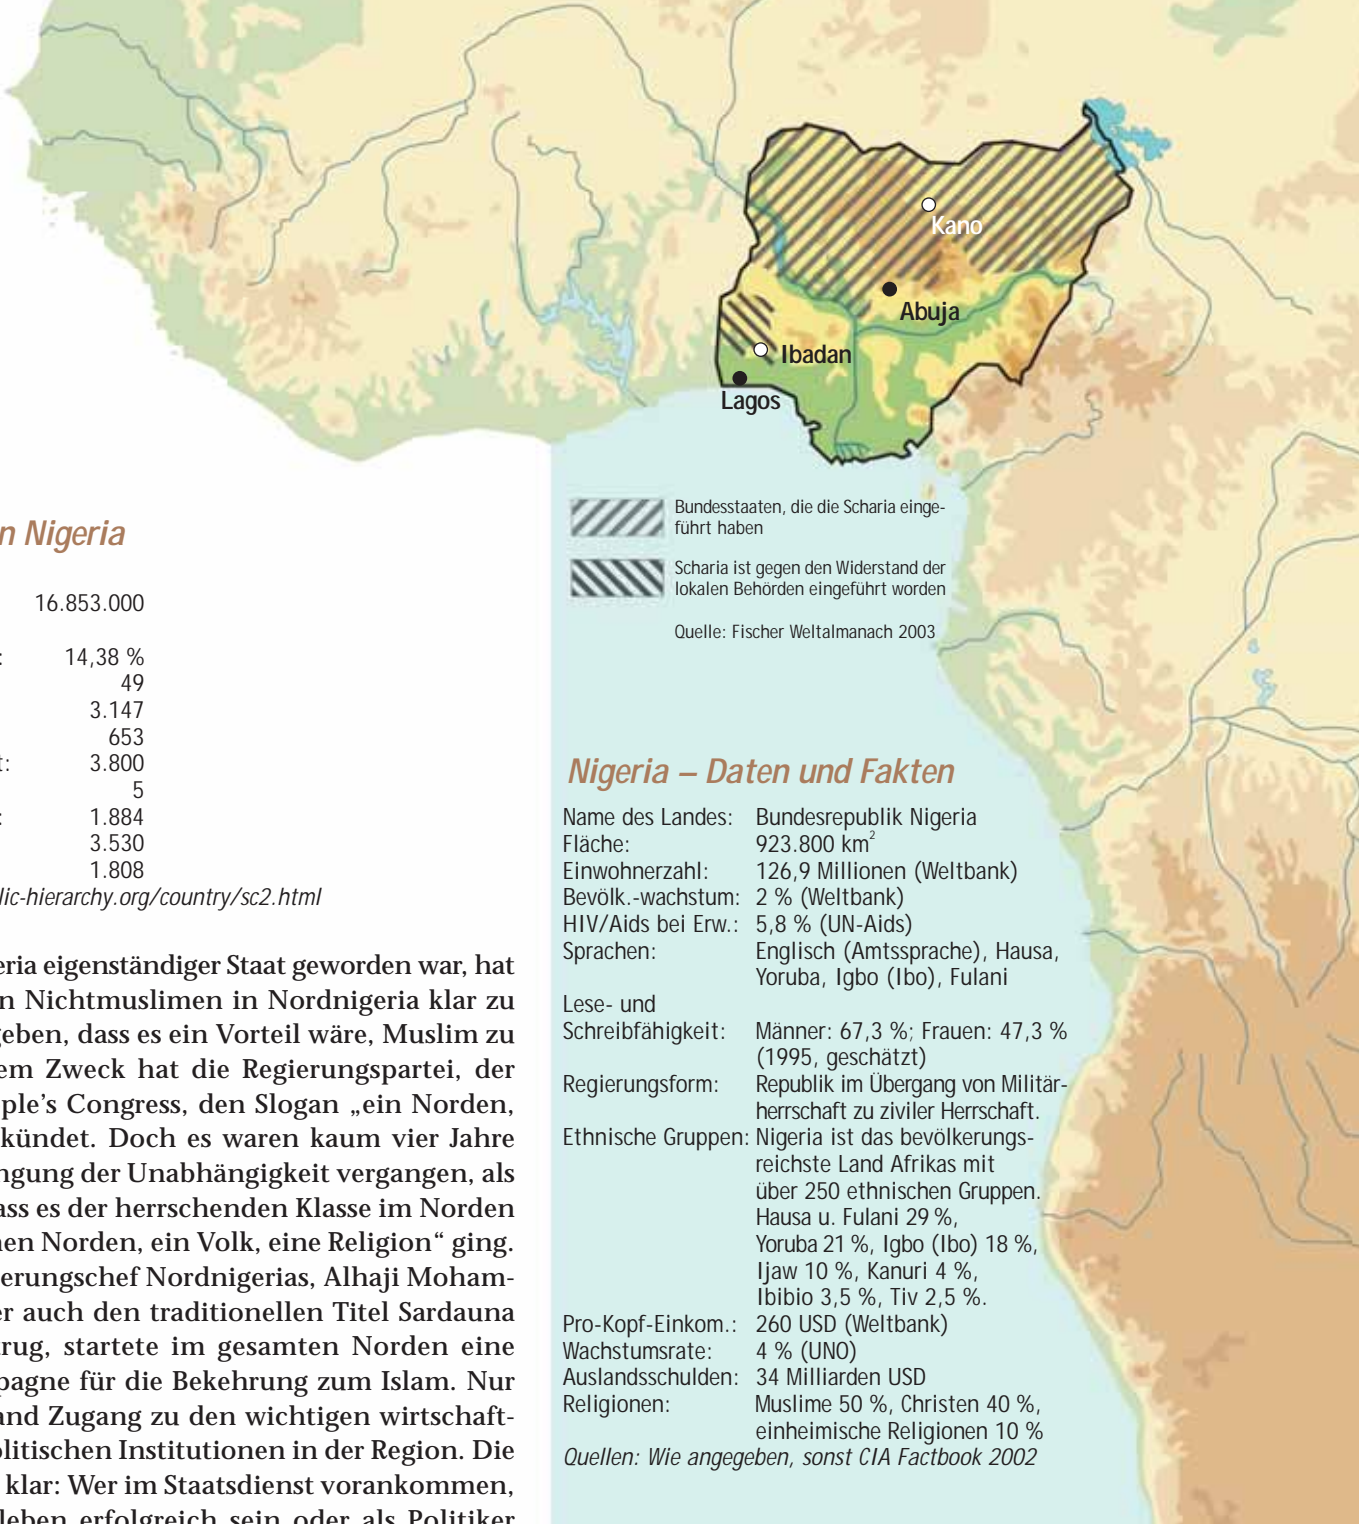 Kano
Abuja
Ibadan
Lagos
Bundesstaaten, die die Scharia einge-
führt haben
Scharia ist gegen den Widerstand der
lokalen Behörden eingeführt worden
Quelle: Fischer Weltalmanach 2003
n Nigeria
16.853.000
: 14,38 %
49
3.147
653
t: 3.800
5
: 1.884
3.530
1.808
lic-hierarchy.org/country/sc2.html
eria eigenständiger Staat geworden war, hat
n Nichtmuslimen in Nordnigeria klar zu
geben, dass es ein Vorteil wäre, Muslim zu
em Zweck hat die Regierungspartei, der
ple’s Congress, den Slogan „ein Norden,
kündet. Doch es waren kaum vier Jahre
ngung der Unabhängigkeit vergangen, als
ass es der herrschenden Klasse im Norden
nen Norden, ein Volk, eine Religion“ ging.
erungschef Nordnigerias, Alhaji Moham-
er auch den traditionellen Titel Sardauna
rug, startete im gesamten Norden eine
pagne für die Bekehrung zum Islam. Nur
and Zugang zu den wichtigen wirtschaft-
olitischen Institutionen in der Region. Die
klar: Wer im Staatsdienst vorankommen,
leben erfolgreich sein oder als Politiker
Nigeria – Daten und Fakten
Name des Landes: Bundesrepublik Nigeria
Fläche: 923.800 km²
Einwohnerzahl: 126,9 Millionen (Weltbank)
Bevölk.-wachstum: 2 % (Weltbank)
HIV/Aids bei Erw.: 5,8 % (UN-Aids)
Sprachen: Englisch (Amtssprache), Hausa,
Yoruba, Igbo (Ibo), Fulani
Lese- und
Schreibfähigkeit: Männer: 67,3 %; Frauen: 47,3 %
(1995, geschätzt)
Regierungsform: Republik im Übergang von Militär-
herrschaft zu ziviler Herrschaft.
Ethnische Gruppen: Nigeria ist das bevölkerungs-
reichste Land Afrikas mit
über 250 ethnischen Gruppen.
Hausa u. Fulani 29 %,
Yoruba 21 %, Igbo (Ibo) 18 %,
Ijaw 10 %, Kanuri 4 %,
Ibibio 3,5 %, Tiv 2,5 %.
Pro-Kopf-Einkom.: 260 USD (Weltbank)
Wachstumsrate: 4 % (UNO)
Auslandsschulden: 34 Milliarden USD
Religionen: Muslime 50 %, Christen 40 %,
einheimische Religionen 10 %
Quellen: Wie angegeben, sonst CIA Factbook 2002